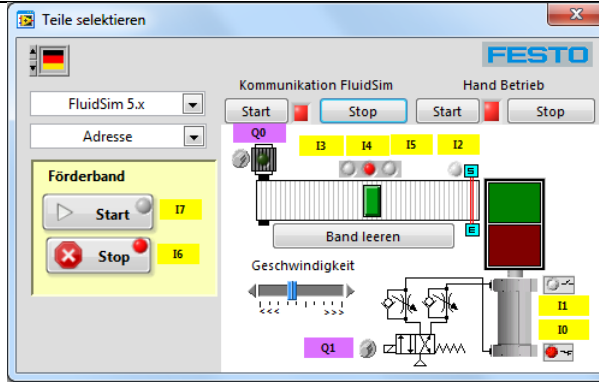 Teile selektieren
FESTO
Kommunikation FluidSim
Hand Betrieb
FluidSim 5.x
Start
Stop
Start
Stop
Adresse
Q0
I3
I4
I5
I2
S
Förderband
Start
I7
E
Band leeren
Stop
I6
Geschwindigkeit
<<<
>>>
I1
I0
Q1